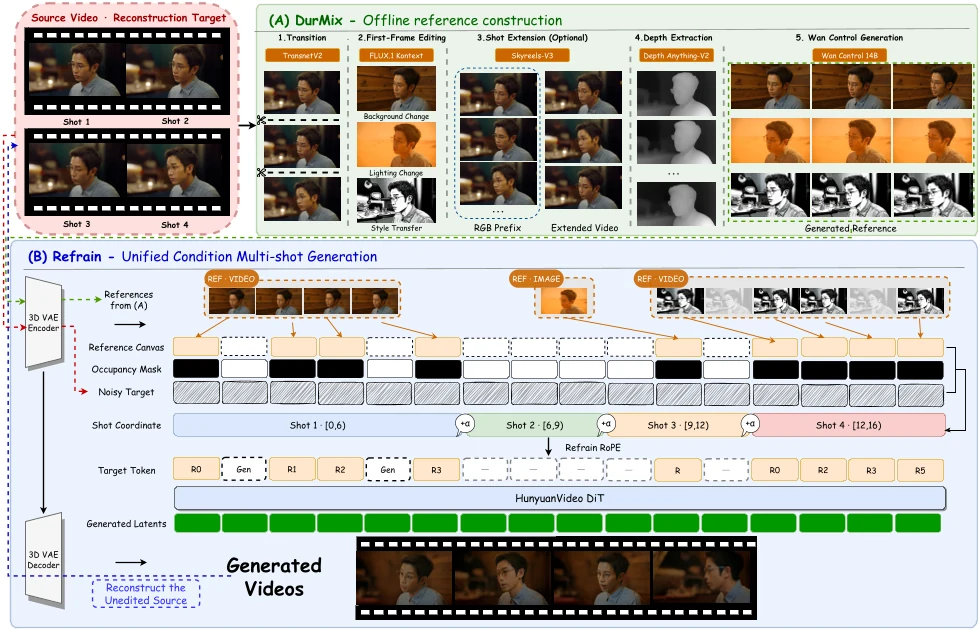 Source Video · Reconstruction Target
Shot 1
Shot 2
Shot 3
Shot 4
(A) DurMix - Offline reference construction
1.Transition
2.First-Frame Editing
3.Shot Extension (Optional)
4.Depth Extraction
5. Wan Control Generation
TransnetV2
FLUX.1 Kontext
Skyreels-V3
Depth Anything-V2
Wan Control 14B
Background Change
Lighting Change
Style Transfer
...
RGB Prefix
Extended Video
...
Generated Reference
(B) Refrain - Unified Condition Multi-shot Generation
3D VAE
Encoder
References
from (A)
REF · VIDEO
REF · IMAGE
REF · VIDEO
Reference Canvas
Occupancy Mask
Noisy Target
Shot Coordinate
Shot 1 · [0,6)
+α
Shot 2 · [6,9)
+α
Shot 3 · [9,12)
+α
Shot 4 · [12,16)
Refrain RoPE
Target Token
R0
Gen
R1
R2
Gen
R3
—
—
—
—
R
—
R0
R2
R3
R5
HunyuanVideo DiT
Generated Latents
3D VAE
Decoder
Generated
Videos
Reconstruct the
Unedited Source